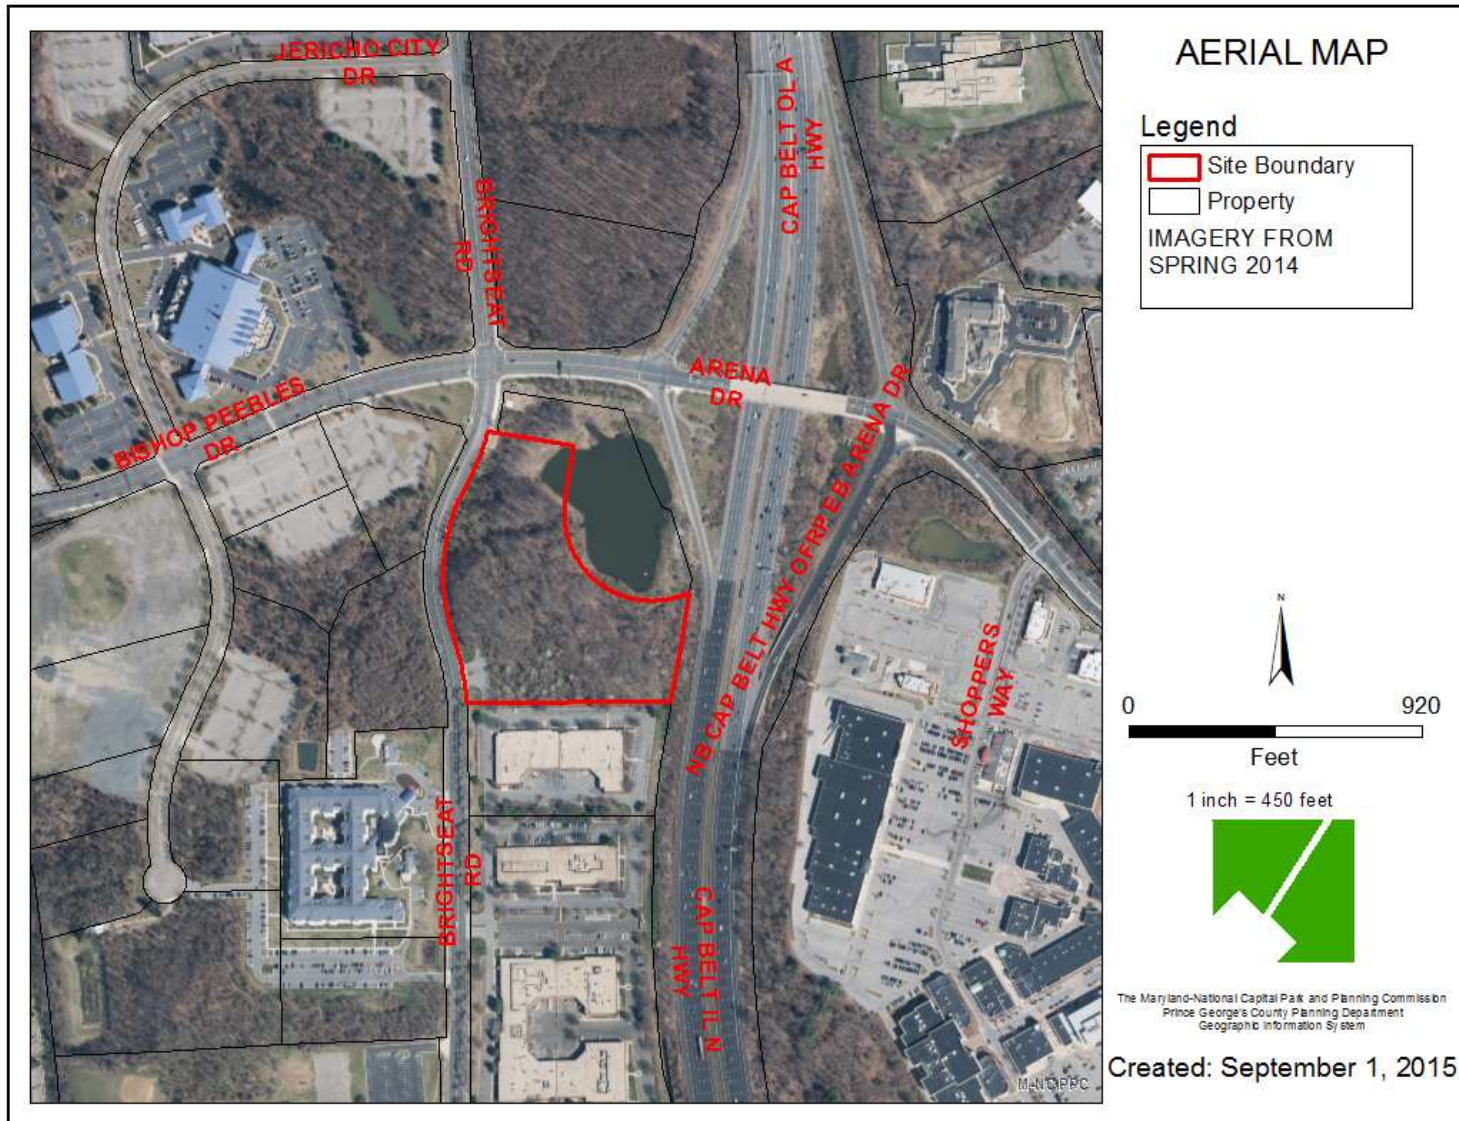 AERIAL MAP
Legend
Site Boundary
Property
IMAGERY FROM
SPRING 2014
JERICHO CITY
DR
BRIGHTSEAT
RD
CAP BELT OL A
HWY
ARENA
DR
BISHOP PEEBLES
DR
NB CAP BELT HWY OFRP EB ARENA DR
SHOPPERS
WAY
BRIGHTSEAT
RD
CAP BELT IL N
HWY
M-NCPPC
N
0 920
Feet
1 inch = 450 feet
The Maryland-National Capital Park and Planning Commission
Prince George's County Planning Department
Geographic Information System
Created: September 1, 2015